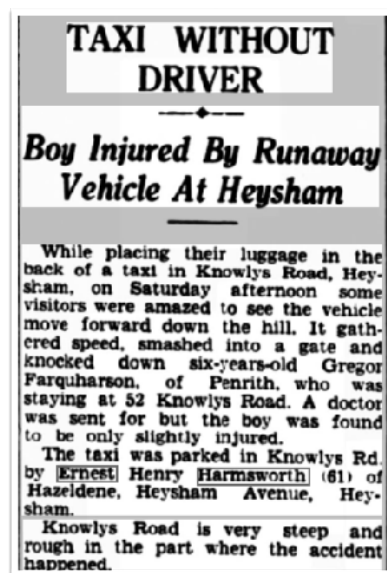 TAXI WITHOUT
DRIVER
Boy Injured By Runaway
Vehicle At Heysham
While placing their luggage in the
back of a taxi in Knowlys Road, Hey-
sham, on Saturday afternoon some
visitors were amazed to see the vehicle
move forward down the hill. It gath-
ered speed, smashed into a gate and
knocked down six-years-old Gregor
Farquharson, of Penrith, who was
staying at 52 Knowlys Road. A doctor
was sent for but the boy was found
to be only slightly injured.
The taxi was parked in Knowlys Rd.
by Ernest Henry Harmsworth (61) of
Hazeldene, Heysham Avenue, Hey-
sham.
Knowlys Road is very steep and
rough in the part where the accident
happened.